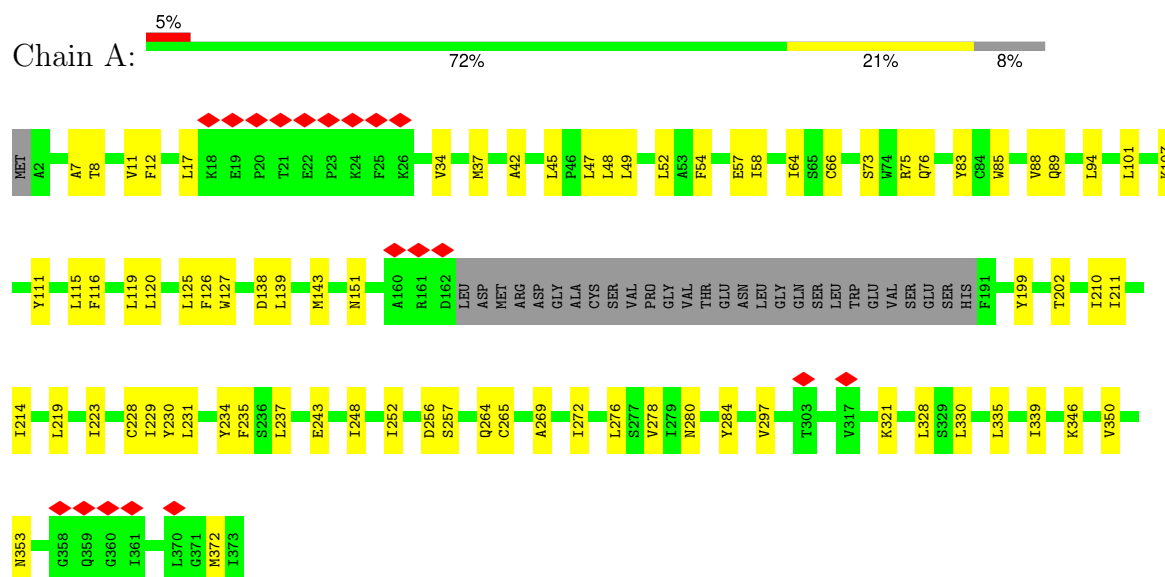 5%
Chain A:
72% 21% 8%
MET A2 A7 T8 V11 F12 L17 K18 E19 P20 T21 E22 P23 K24 F25 K26 V34 M37 A42 L45 P46 L47 L48 L49 L52 A53 F54 E57 I58 I64 S65 C66 S73 W74 R75 Q76 Y83 C84 W85 V88 Q89 L94 L101
Y111 L115 F116 L119 L120 L125 F126 W127 D138 L139 M143 N151 A160 R161 D162 LEU ASP MET ARG ASP GLY ALA CYS SER VAL PRO GLY VAL THR GLU ASN LEU GLY GLN SER LEU TRP GLU VAL SER GLU SER HIS F191 Y199 T202 I210 I211
I214 L219 I223 C228 I229 Y230 L231 Y234 F235 S236 L237 E243 I248 I252 D256 S257 Q264 C265 A269 I272 L276 S277 V278 I279 N280 Y284 V297 T303 V317 K321 L328 S329 L330 L335 I339 K346 V350
N353 G358 Q359 G360 I361 L370 G371 M372 I373